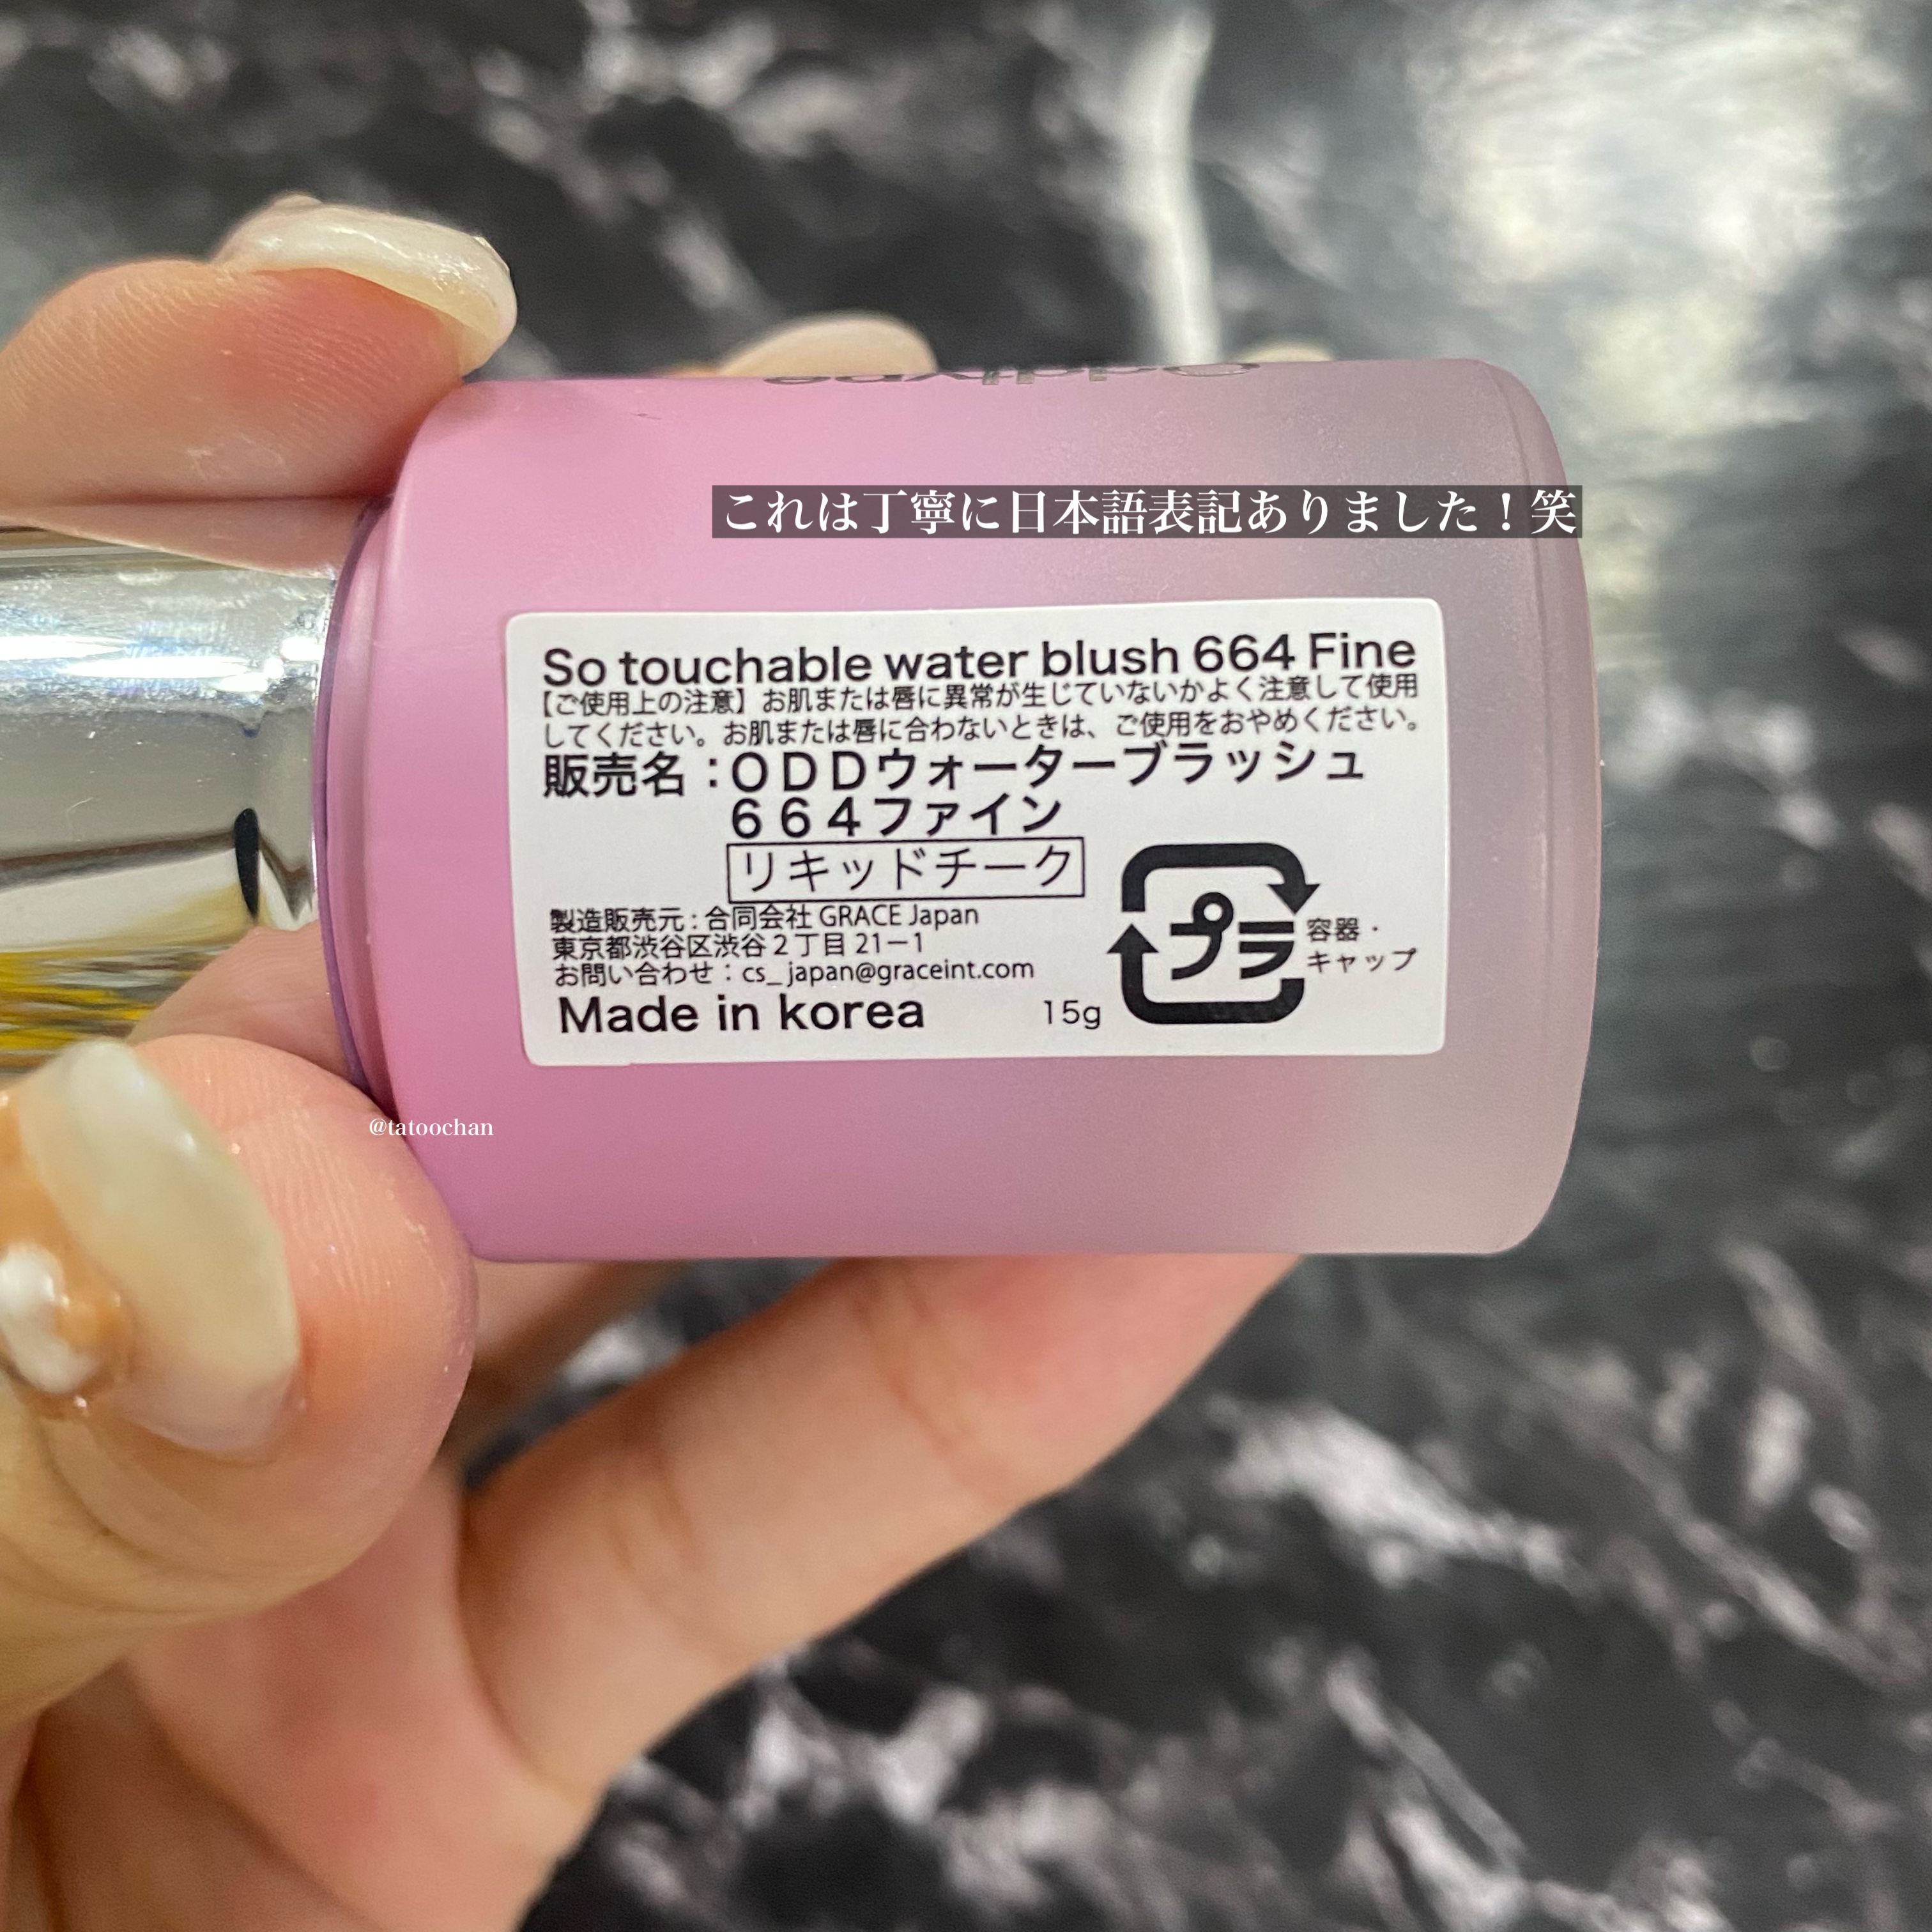 これは丁寧に日本語表記ありました！笑
So touchable water blush 664 Fine
【ご使用上の注意】お肌または唇に異常が生じていないかよく注意して使用
してください。お肌または唇に合わないときは、ご使用をおやめください。
販売名：ＯＤＤウォーターブラッシュ
６６４ファイン
リキッドチーク
製造販売元：合同会社 GRACE Japan
東京都渋谷区渋谷２丁目21－1
お問い合わせ：cs_japan@graceint.com
Made in korea
15g
プラ
容器・
キャップ
@tatoochan